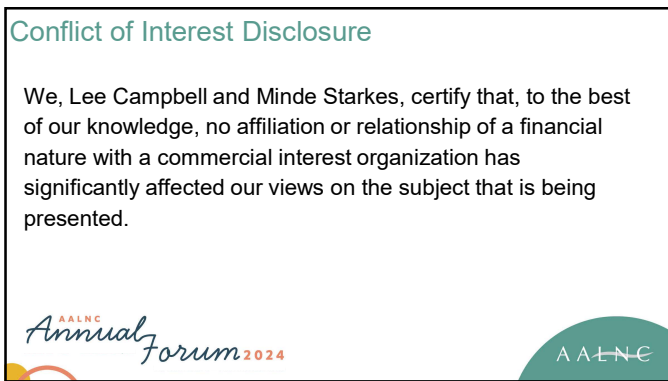 Conflict of Interest Disclosure
We, Lee Campbell and Minde Starkes, certify that, to the best
of our knowledge, no affiliation or relationship of a financial
nature with a commercial interest organization has
significantly affected our views on the subject that is being
presented.
AALNC
Annual
Forum 2024
AALNC